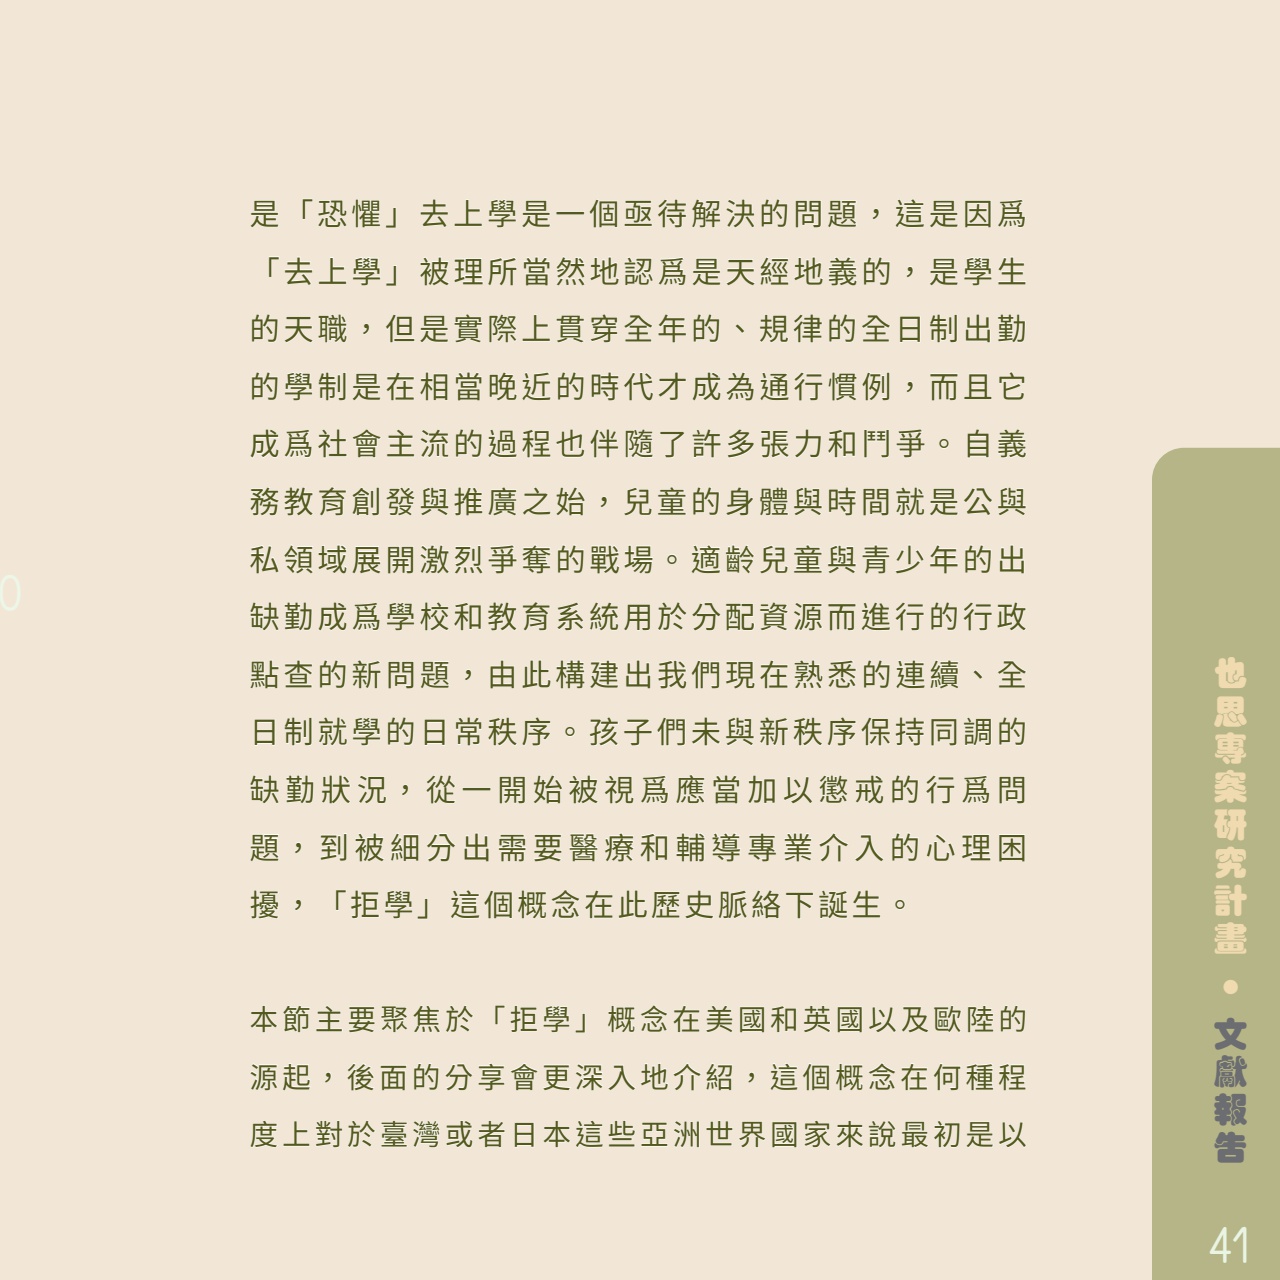 是「恐懼」去上學是一個亟待解決的問題，這是因爲
「去上學」被理所當然地認爲是天經地義的，是學生
的天職，但是實際上貫穿全年的、規律的全日制出勤
的學制是在相當晚近的時代才成為通行慣例，而且它
成爲社會主流的過程也伴隨了許多張力和鬥爭。自義
務教育創發與推廣之始，兒童的身體與時間就是公與
私領域展開激烈爭奪的戰場。適齡兒童與青少年的出
缺勤成爲學校和教育系統用於分配資源而進行的行政
點查的新問題，由此構建出我們現在熟悉的連續、全
日制就學的日常秩序。孩子們未與新秩序保持同調的
缺勤狀況，從一開始被視爲應當加以懲戒的行爲問
題，到被細分出需要醫療和輔導專業介入的心理困
擾，「拒學」這個概念在此歷史脈絡下誕生。
本節主要聚焦於「拒學」概念在美國和英國以及歐陸的
源起，後面的分享會更深入地介紹，這個概念在何種程
度上對於臺灣或者日本這些亞洲世界國家來說最初是以
0
也思專案研究計畫•文獻報告
41